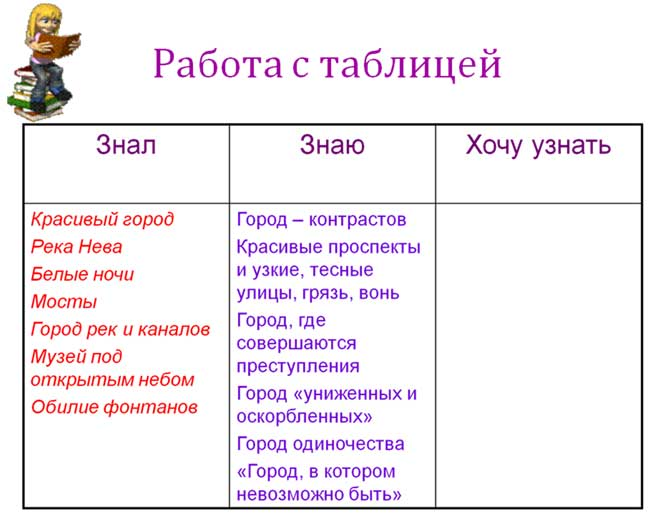 Работа с таблицей
Знал
Знаю
Хочу узнать
Красивый город
Река Нева
Белые ночи
Мосты
Город рек и каналов
Музей под
открытым небом
Обилие фонтанов
Город – контрастов
Красивые проспекты
и узкие, тесные
улицы, грязь, вонь
Город, где
совершаются
преступления
Город «униженных и
оскорбленных»
Город одиночества
«Город, в котором
невозможно быть»